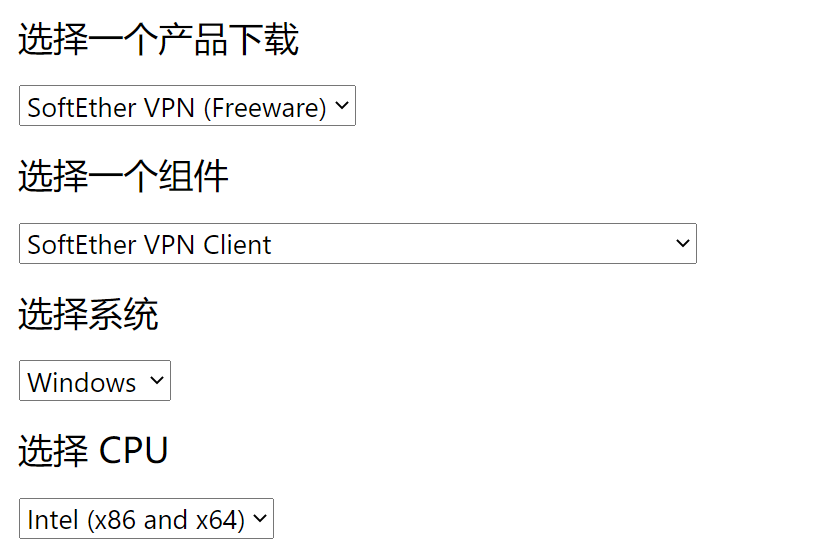 选择一个产品下载
SoftEther VPN (Freeware)
选择一个组件
SoftEther VPN Client
选择系统
Windows
选择 CPU
Intel (x86 and x64)